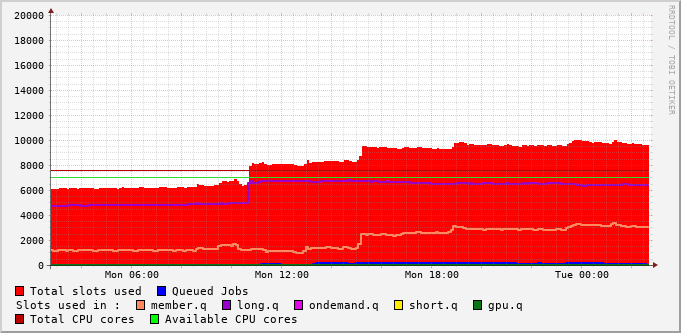 RRDTOOL / TOBI OETIKER
20000
18000
16000
14000
12000
10000
8000
6000
4000
2000
0
Mon 06:00 Mon 12:00 Mon 18:00 Tue 00:00
Total slots used Queued Jobs
Slots used in : member.q long.q ondemand.q short.q gpu.q
Total CPU cores Available CPU cores